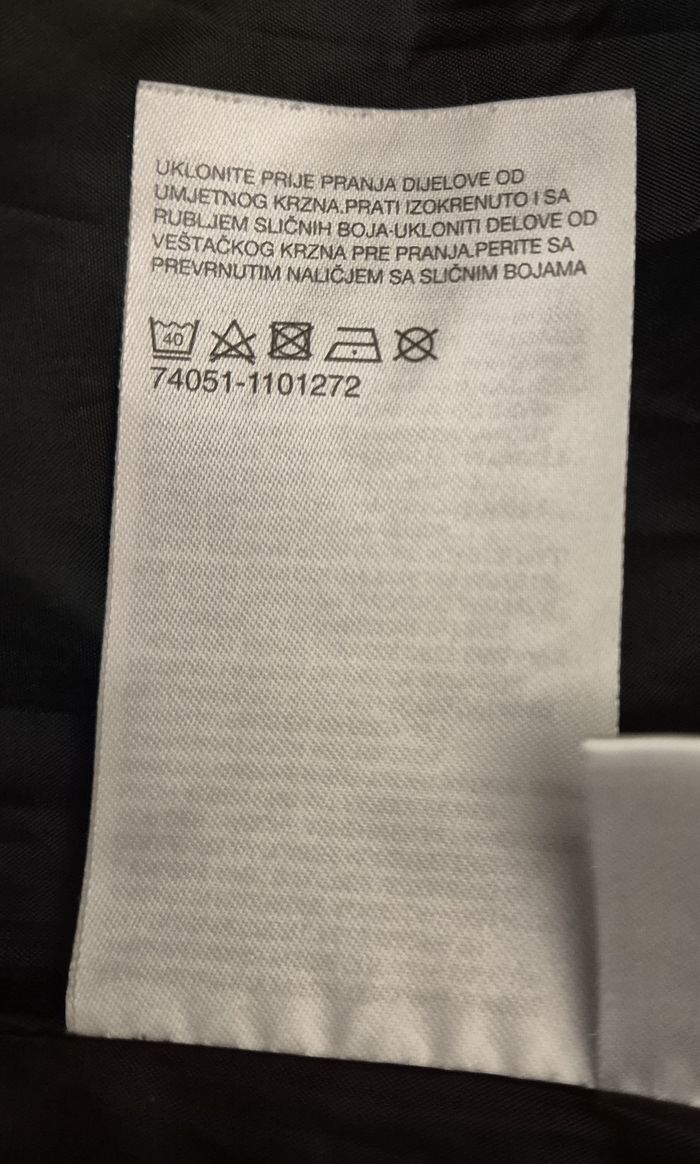 UKLONITE PRIJE PRANJA DIJELOVE OD
UMJETNOG KRZNA.PRATI IZOKRENUTO I SA
RUBLJEM SLIČNIH BOJA-UKLONITI DELOVE OD
VEŠTAČKOG KRZNA PRE PRANJA.PERITE SA
PREVRNUTIM NALIČJEM SA SLIČNIM BOJAMA
40
74051-1101272